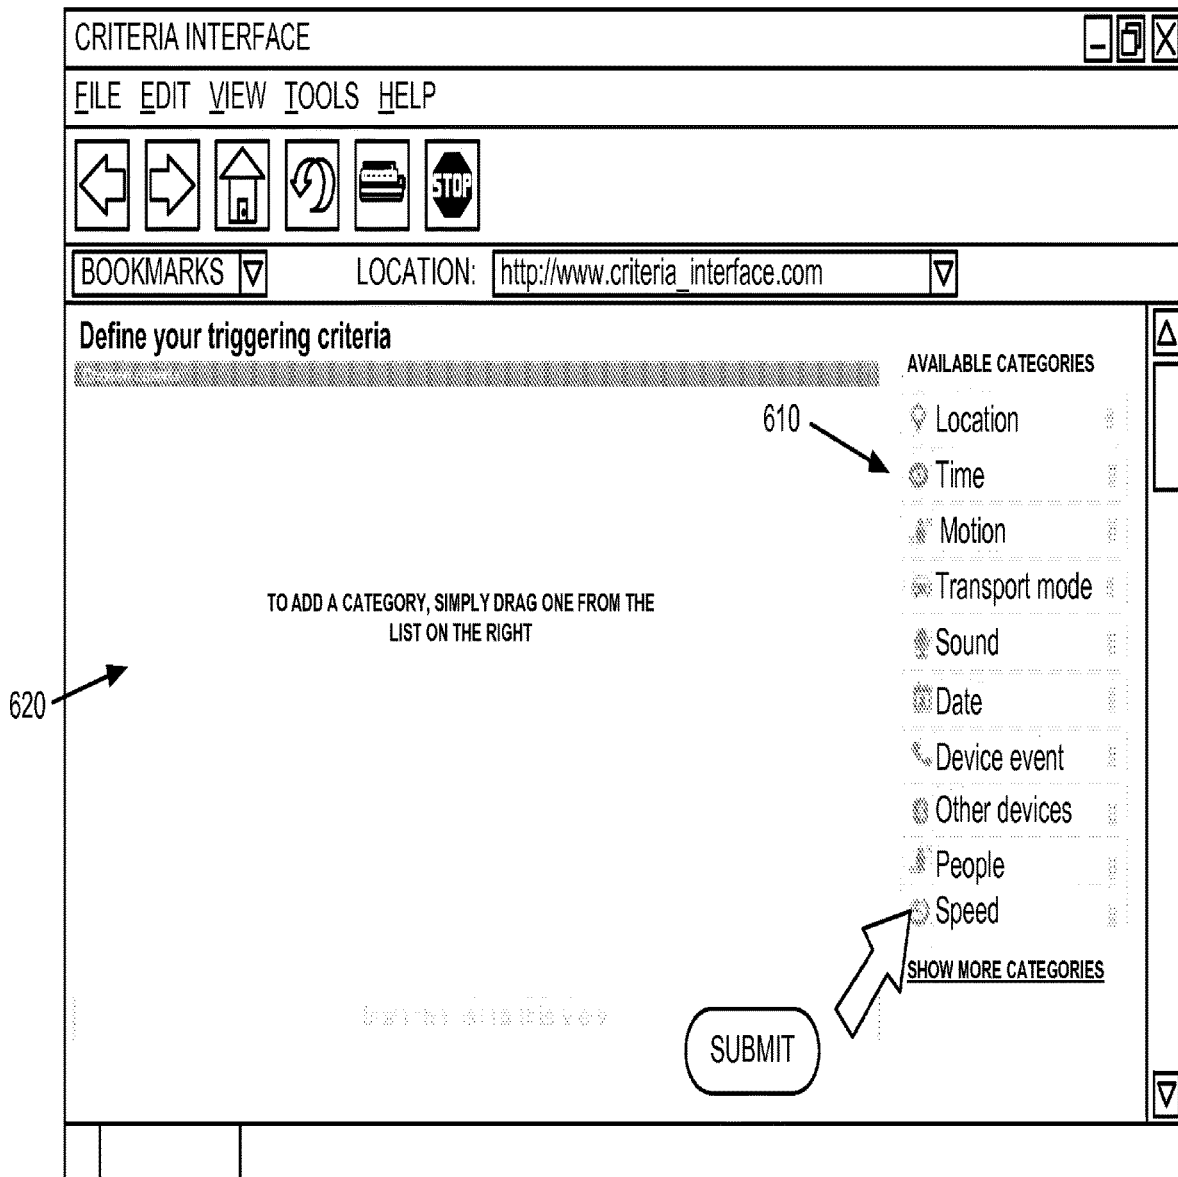 CRITERIA INTERFACE
FILE EDIT VIEW TOOLS HELP
STOP
BOOKMARKS LOCATION: http://www.criteria_interface.com
Define your triggering criteria
AVAILABLE CATEGORIES
610
Location
Time
Motion
Transport mode
TO ADD A CATEGORY, SIMPLY DRAG ONE FROM THE
LIST ON THE RIGHT
Sound
620
Date
Device event
Other devices
People
Speed
SHOW MORE CATEGORIES
SUBMIT